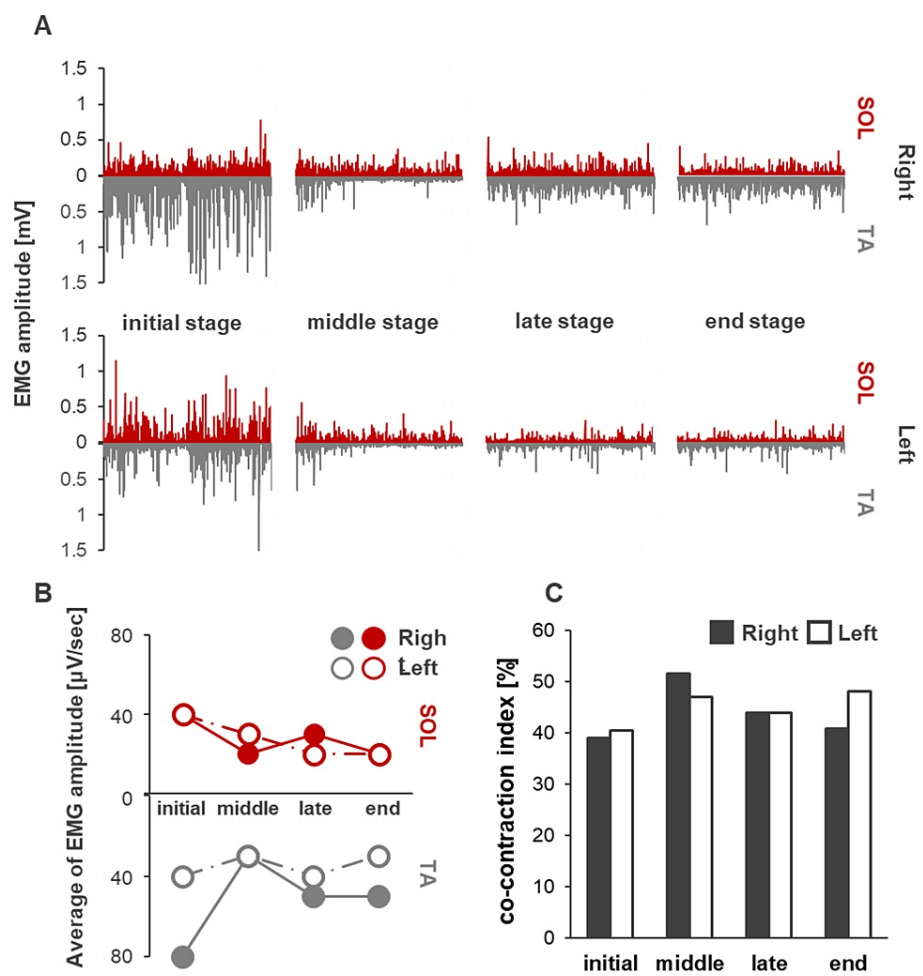 A
EMG amplitude [mV]
1.5
1
0.5
0
0.5
1
1.5
SOL
TA
Right
initial stage
middle stage
late stage
end stage
1.5
1
0.5
0
0.5
1
1.5
SOL
TA
Left
B
Average of EMG amplitude [µV/sec]
80
40
0
40
80
Righ
t
Left
SOL
initial
middle
late
end
TA
C
co-contraction index [%]
60
50
40
30
20
10
0
Right
Left
initial
middle
late
end